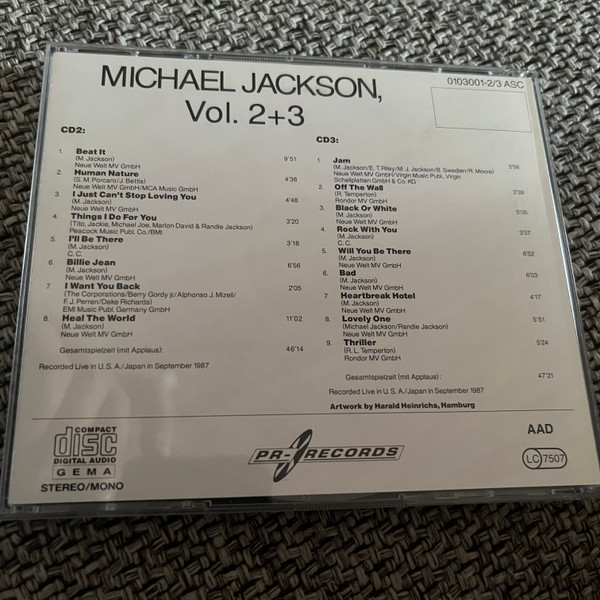 0103001-2/3 ASC
MICHAEL JACKSON,
Vol. 2+3
CD2:
1. Beat It
(M. Jackson)
Neue Welt MV GmbH 9'51
2. Human Nature
(S. M. Porcaro/J. Bettis) 4'38
Neue Welt MV GmbH/MCA Music GmbH
3. I Just Can't Stop Loving You
(M. Jackson) 4'48
Neue Welt MV GmbH
4. Things I Do For You
(Tito, Jackie, Michael Joe, Marlon David & Randie Jackson) 3'20
Peacock Music Publ. Co./BMI
5. I'll Be There
(M. Jackson) 3'18
C. C.
6. Billie Jean
(M. Jackson) 6'56
Neue Welt MV GmbH
7. I Want You Back
(The Corporations/Berry Gordy jr/Alphonso J. Mizell/ 2'05
F. J. Perren/Deke Richards)
EMI Music Publ. Germany GmbH
8. Heal The World 11'02
(M. Jackson)
Neue Welt MV GmbH
Gesamtspielzeit (mit Applaus): 46'14
Recorded Live in U. S. A./Japan in September 1987
CD3:
1. Jam
(M. Jackson/E. T. Riley/M. J. Jackson/B. Swedien/R. Moore) 5'56
Neue Welt MV GmbH/Virgin Music Publ. Virgin
Schallplatten GmbH & Co. KG
2. Off The Wall
(R. Temperton)
Rondor MV GmbH
3. Black Or White
(M. Jackson)
Neue Welt MV GmbH
4. Rock With You
(M. Jackson) 3'37
C. C.
5. Will You Be There
(M. Jackson) 6'52
Neue Welt MV GmbH
6. Bad
(M. Jackson) 6'03
Neue Welt MV GmbH
7. Heartbreak Hotel
(M. Jackson) 4'17
Neue Welt MV GmbH
8. Lovely One
(Michael Jackson/Randie Jackson) 5'51
Neue Welt MV GmbH
9. Thriller
(R. L. Temperton) 5'24
Rondor MV GmbH
Gesamtspielzeit (mit Applaus): 47'21
Recorded Live in U. S. A./Japan in September 1987
Artwork by Harald Heinrichs, Hamburg
COMPACT
disc
DIGITAL AUDIO
GEMA
STEREO/MONO
PR-RECORDS
AAD
LC 7507